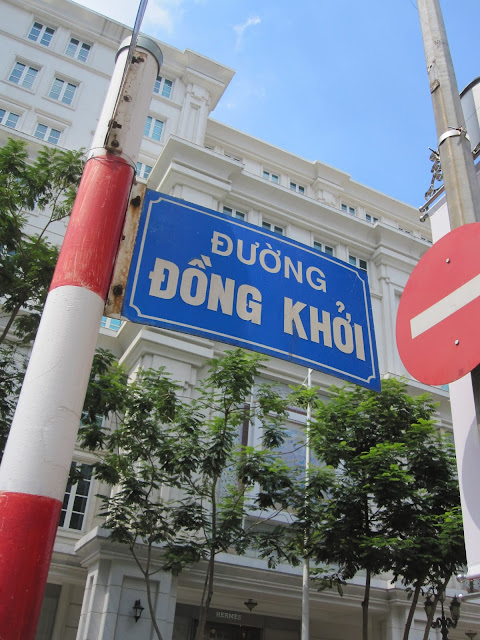 ĐƯỜNG
ĐỒNG KHỞI
HERMES